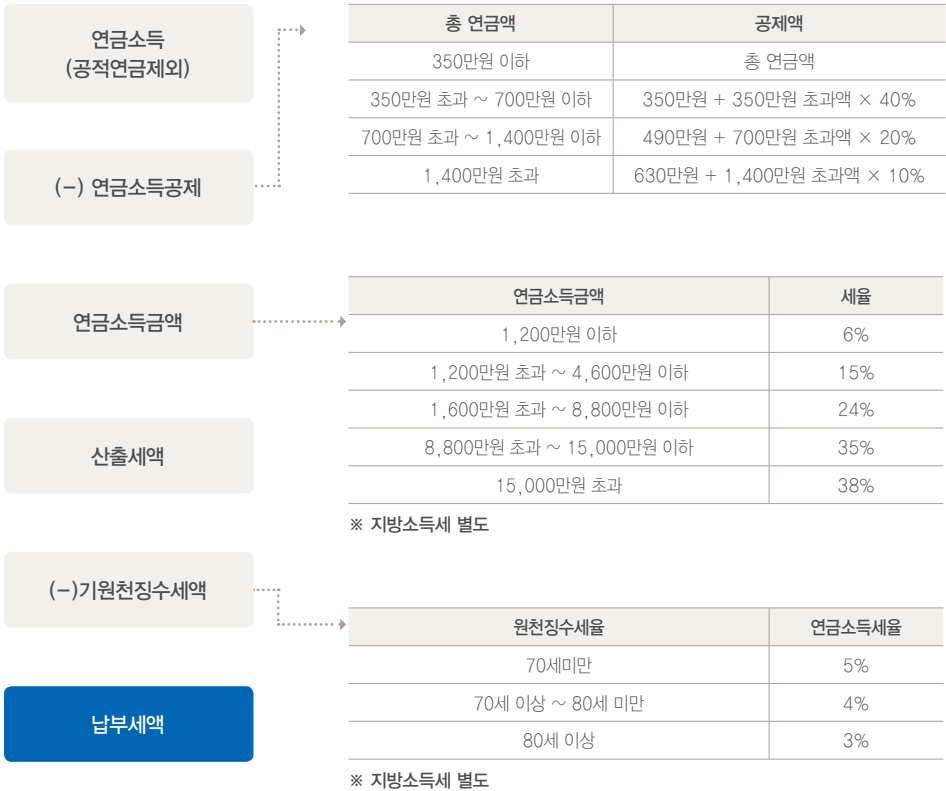 연금소득
(공적연금제외)
(-) 연금소득공제
총 연금액 공제액
350만원 이하 총 연금액
350만원 초과 ~ 700만원 이하 350만원 + 350만원 초과액 × 40%
700만원 초과 ~ 1,400만원 이하 490만원 + 700만원 초과액 × 20%
1,400만원 초과 630만원 + 1,400만원 초과액 × 10%
연금소득금액
연금소득금액 세율
1,200만원 이하 6%
1,200만원 초과 ~ 4,600만원 이하 15%
1,600만원 초과 ~ 8,800만원 이하 24%
8,800만원 초과 ~ 15,000만원 이하 35%
15,000만원 초과 38%
※ 지방소득세 별도
산출세액
(-)기원천징수세액
원천징수세율 연금소득세율
70세미만 5%
70세 이상 ~ 80세 미만 4%
80세 이상 3%
※ 지방소득세 별도
납부세액